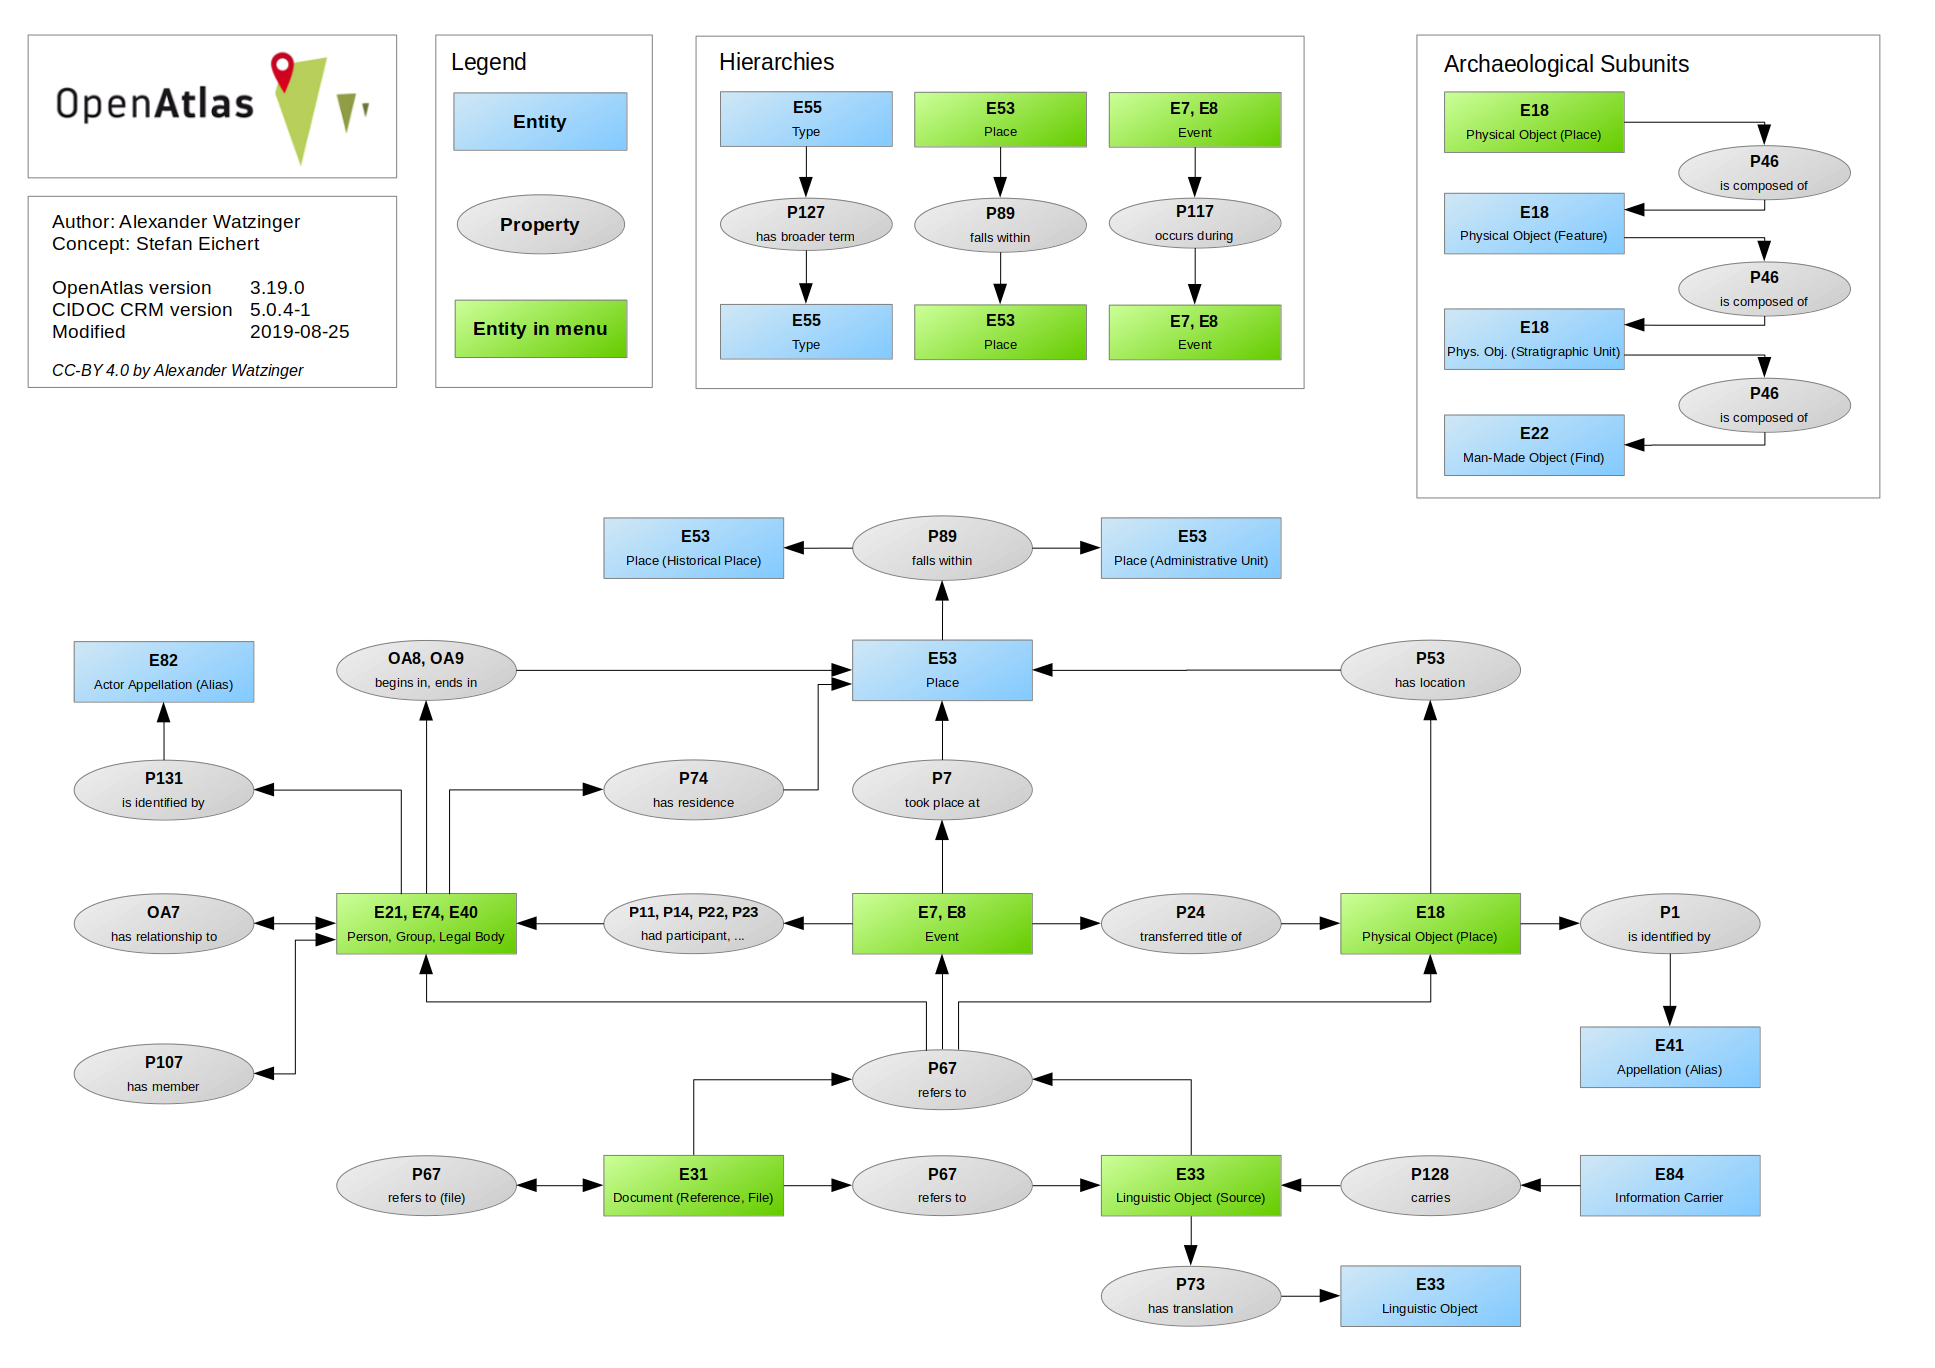 OpenAtlas
Author: Alexander Watzinger
Concept: Stefan Eichert
OpenAtlas version 3.19.0
CIDOC CRM version 5.0.4-1
Modified 2019-08-25
CC-BY 4.0 by Alexander Watzinger
Legend
Entity
Property
Entity in menu
Hierarchies
E55
Type
P127
has broader term
E55
Type
E53
Place
P89
falls within
E53
Place
E7, E8
Event
P117
occurs during
E7, E8
Event
Archaeological Subunits
E18
Physical Object (Place)
P46
is composed of
E18
Physical Object (Feature)
P46
is composed of
E18
Phys. Obj. (Stratigraphic Unit)
P46
is composed of
E22
Man-Made Object (Find)
E53
Place (Historical Place)
P89
falls within
E53
Place (Administrative Unit)
E82
Actor Appellation (Alias)
OA8, OA9
begins in, ends in
E53
Place
P53
has location
P131
is identified by
P74
has residence
P7
took place at
OA7
has relationship to
E21, E74, E40
Person, Group, Legal Body
P11, P14, P22, P23
had participant, ...
E7, E8
Event
P24
transferred title of
E18
Physical Object (Place)
P1
is identified by
P107
has member
P67
refers to
E41
Appellation (Alias)
P67
refers to (file)
E31
Document (Reference, File)
P67
refers to
E33
Linguistic Object (Source)
P128
carries
E84
Information Carrier
P73
has translation
E33
Linguistic Object